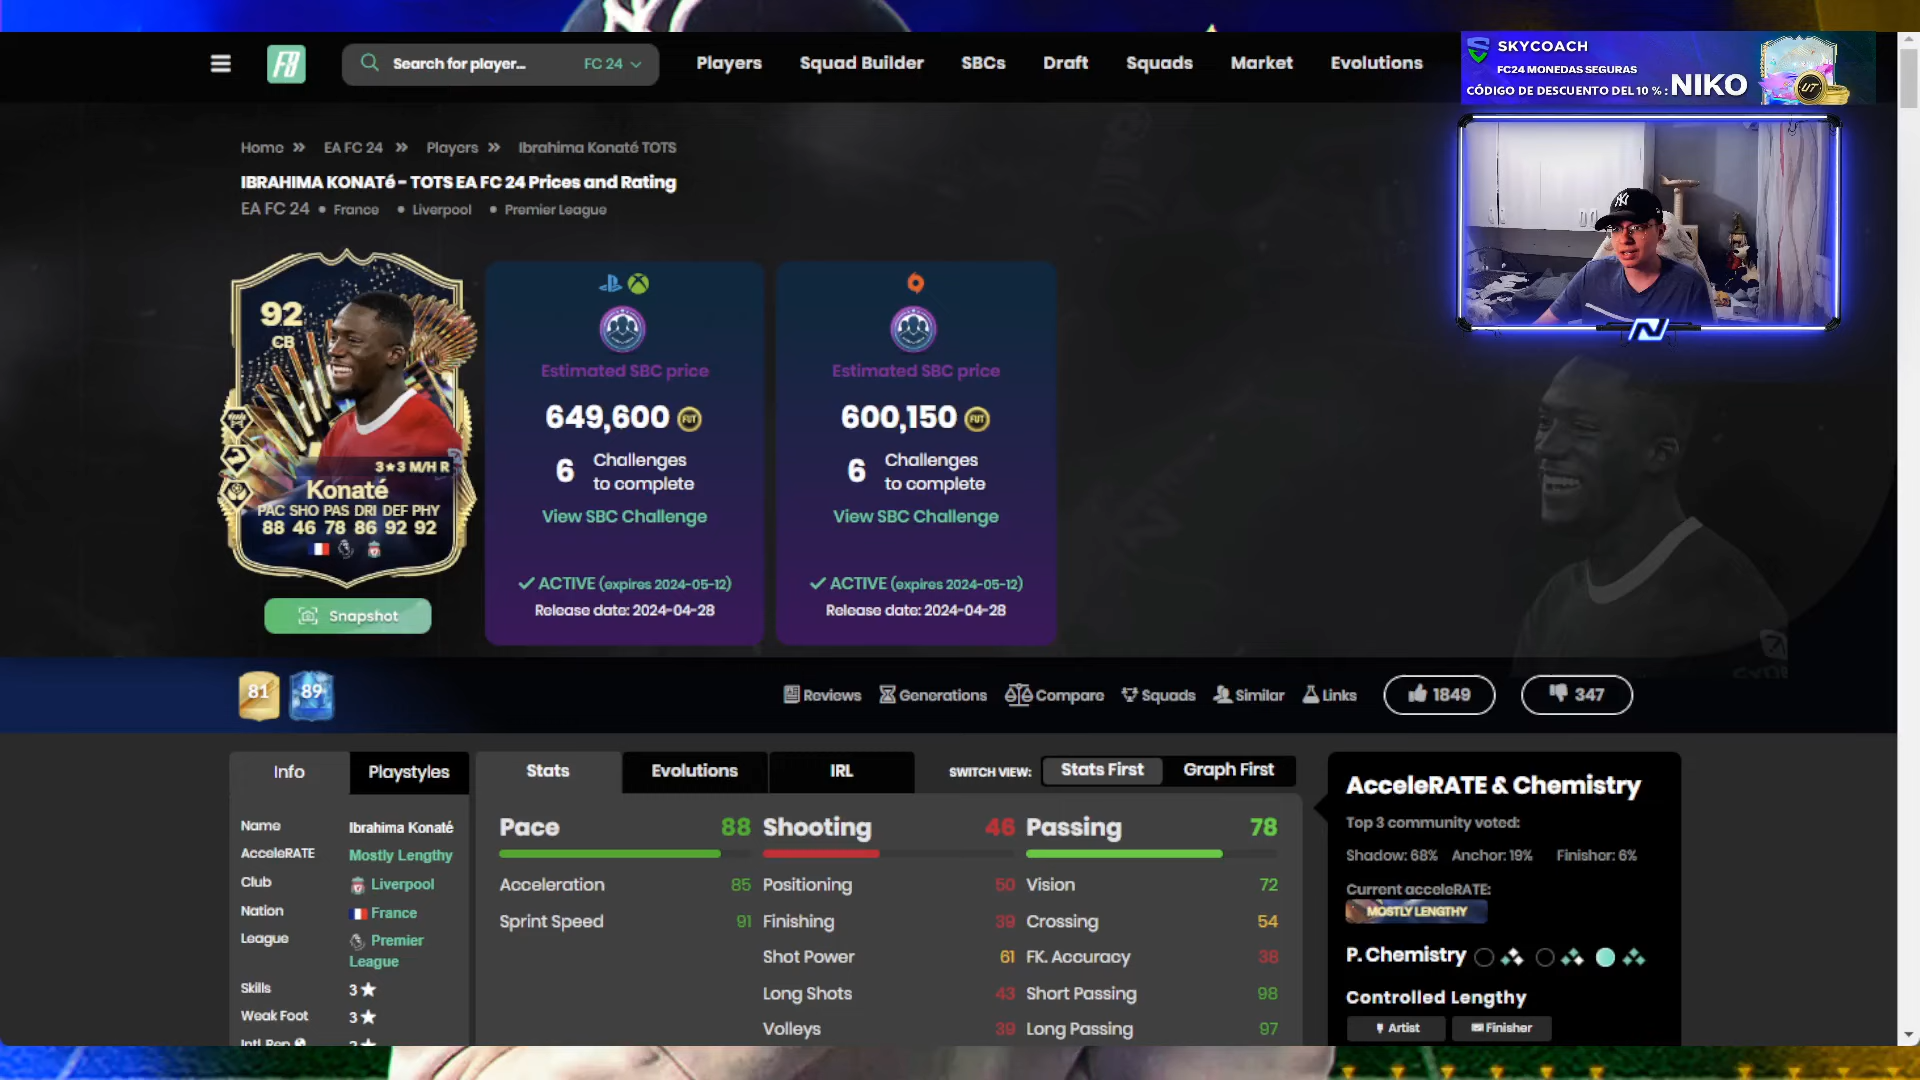 F8
Search for player...
FC 24
Players
Squad Builder
SBCs
Draft
Squads
Market
Evolutions
SKYCOACH
FC24 MONEDAS SEGURAS
CÓDIGO DE DESCUENTO DEL 10 % : NIKO
UT
NY
N
Home » EA FC 24 » Players » Ibrahima Konaté TOTS
IBRAHIMA KONATé - TOTS EA FC 24 Prices and Rating
EA FC 24 • France • Liverpool • Premier League
92
CB
3★3 M/H R
Konaté
PAC SHO PAS DRI DEF PHY
88 46 78 86 92 92
Snapshot
Estimated SBC price
649,600
FUT
6 Challenges to complete
View SBC Challenge
ACTIVE (expires 2024-05-12)
Release date: 2024-04-28
Estimated SBC price
600,150
FUT
6 Challenges to complete
View SBC Challenge
ACTIVE (expires 2024-05-12)
Release date: 2024-04-28
81
89
Reviews
Generations
Compare
Squads
Similar
Links
1849
347
Info
Playstyles
Name Ibrahima Konaté
AcceleRATE Mostly Lengthy
Club Liverpool
Nation France
League Premier League
Skills 3 ★
Weak Foot 3 ★
Stats
Evolutions
IRL
SWITCH VIEW:
Stats First
Graph First
Pace 88
Acceleration 85
Sprint Speed 91
Shooting 46
Positioning 50
Finishing 39
Shot Power 61
Long Shots 43
Volleys 39
Passing 78
Vision 72
Crossing 54
FK. Accuracy 38
Short Passing 98
Long Passing 97
AcceleRATE & Chemistry
Top 3 community voted:
Shadow: 68% Anchor: 19% Finisher: 6%
Current acceleRATE:
MOSTLY LENGTHY
P. Chemistry
Controlled Lengthy
Artist
Finisher